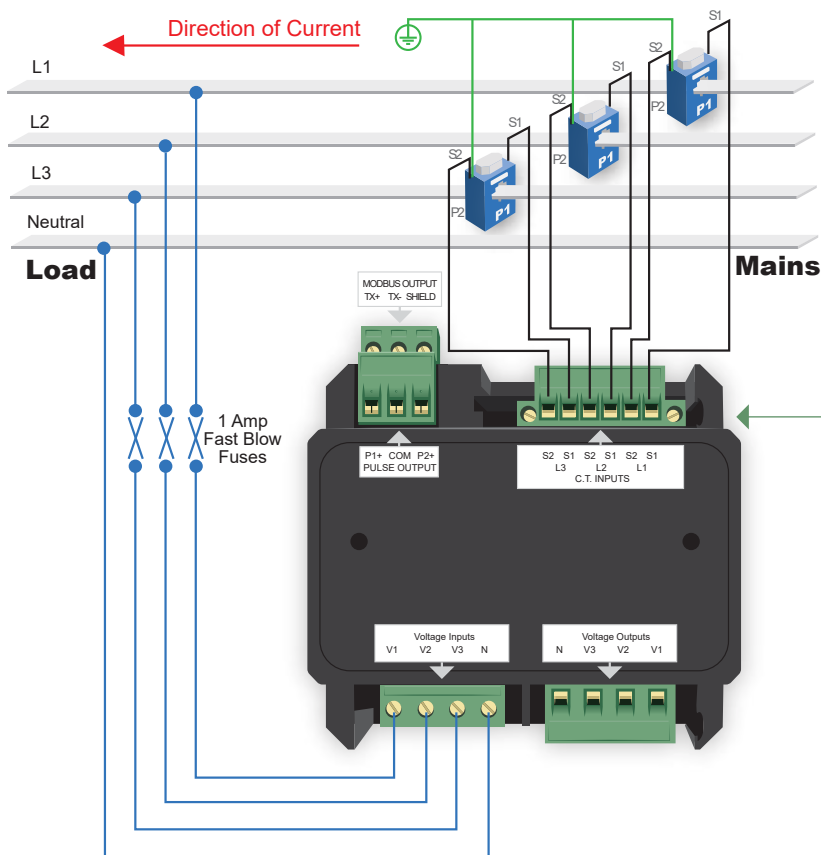 Direction of Current
S1
S2
P1
S1
S2
P2
P1
S1
S2
P2
P1
P2
L1
L2
L3
Neutral
Load
Mains
MODBUS OUTPUT
TX+ TX- SHIELD
1 Amp
Fast Blow
Fuses
P1+ COM P2+
PULSE OUTPUT
S2 S1 S2 S1 S2 S1
L3 L2 L1
C.T. INPUTS
Voltage Inputs
V1 V2 V3 N
Voltage Outputs
N V3 V2 V1